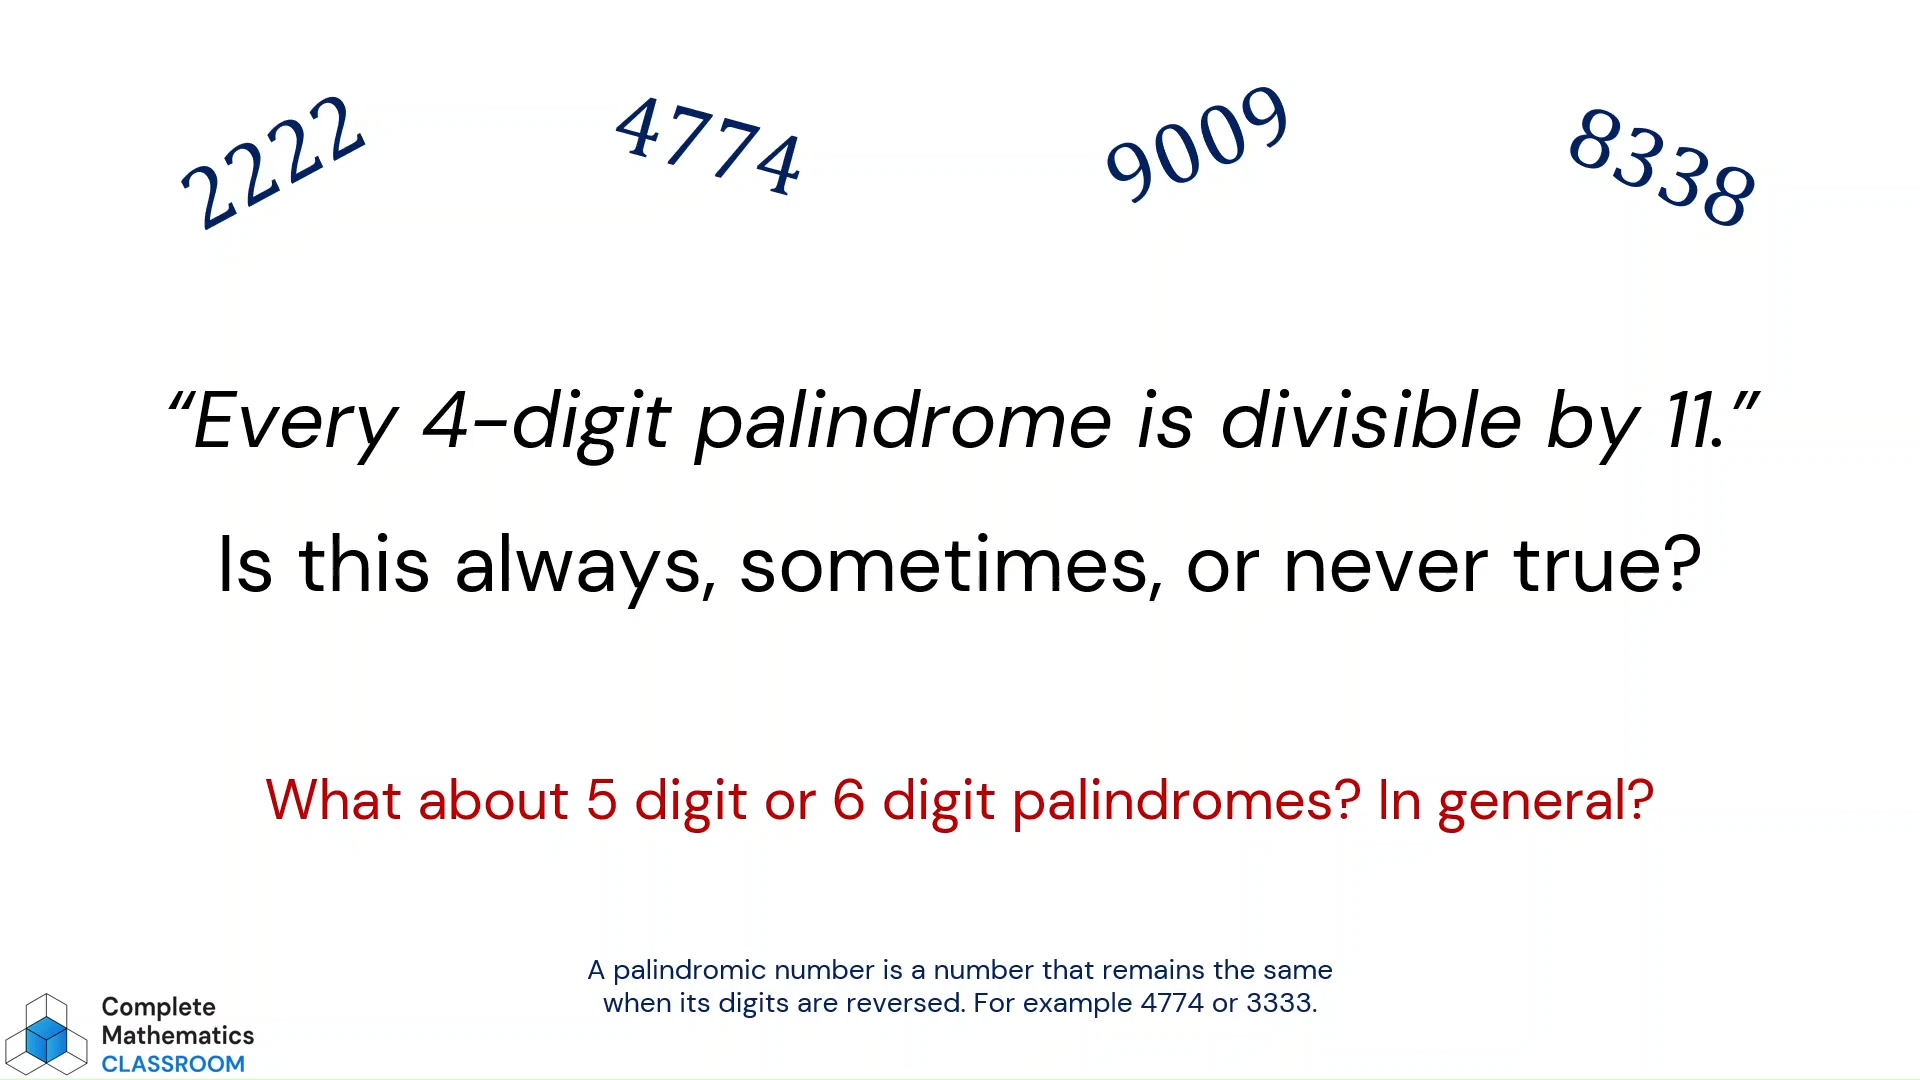 2222
4774
9009
8338
“Every 4-digit palindrome is divisible by 11.”
Is this always, sometimes, or never true?
What about 5 digit or 6 digit palindromes? In general?
A palindromic number is a number that remains the same
when its digits are reversed. For example 4774 or 3333.
Complete
Mathematics
CLASSROOM